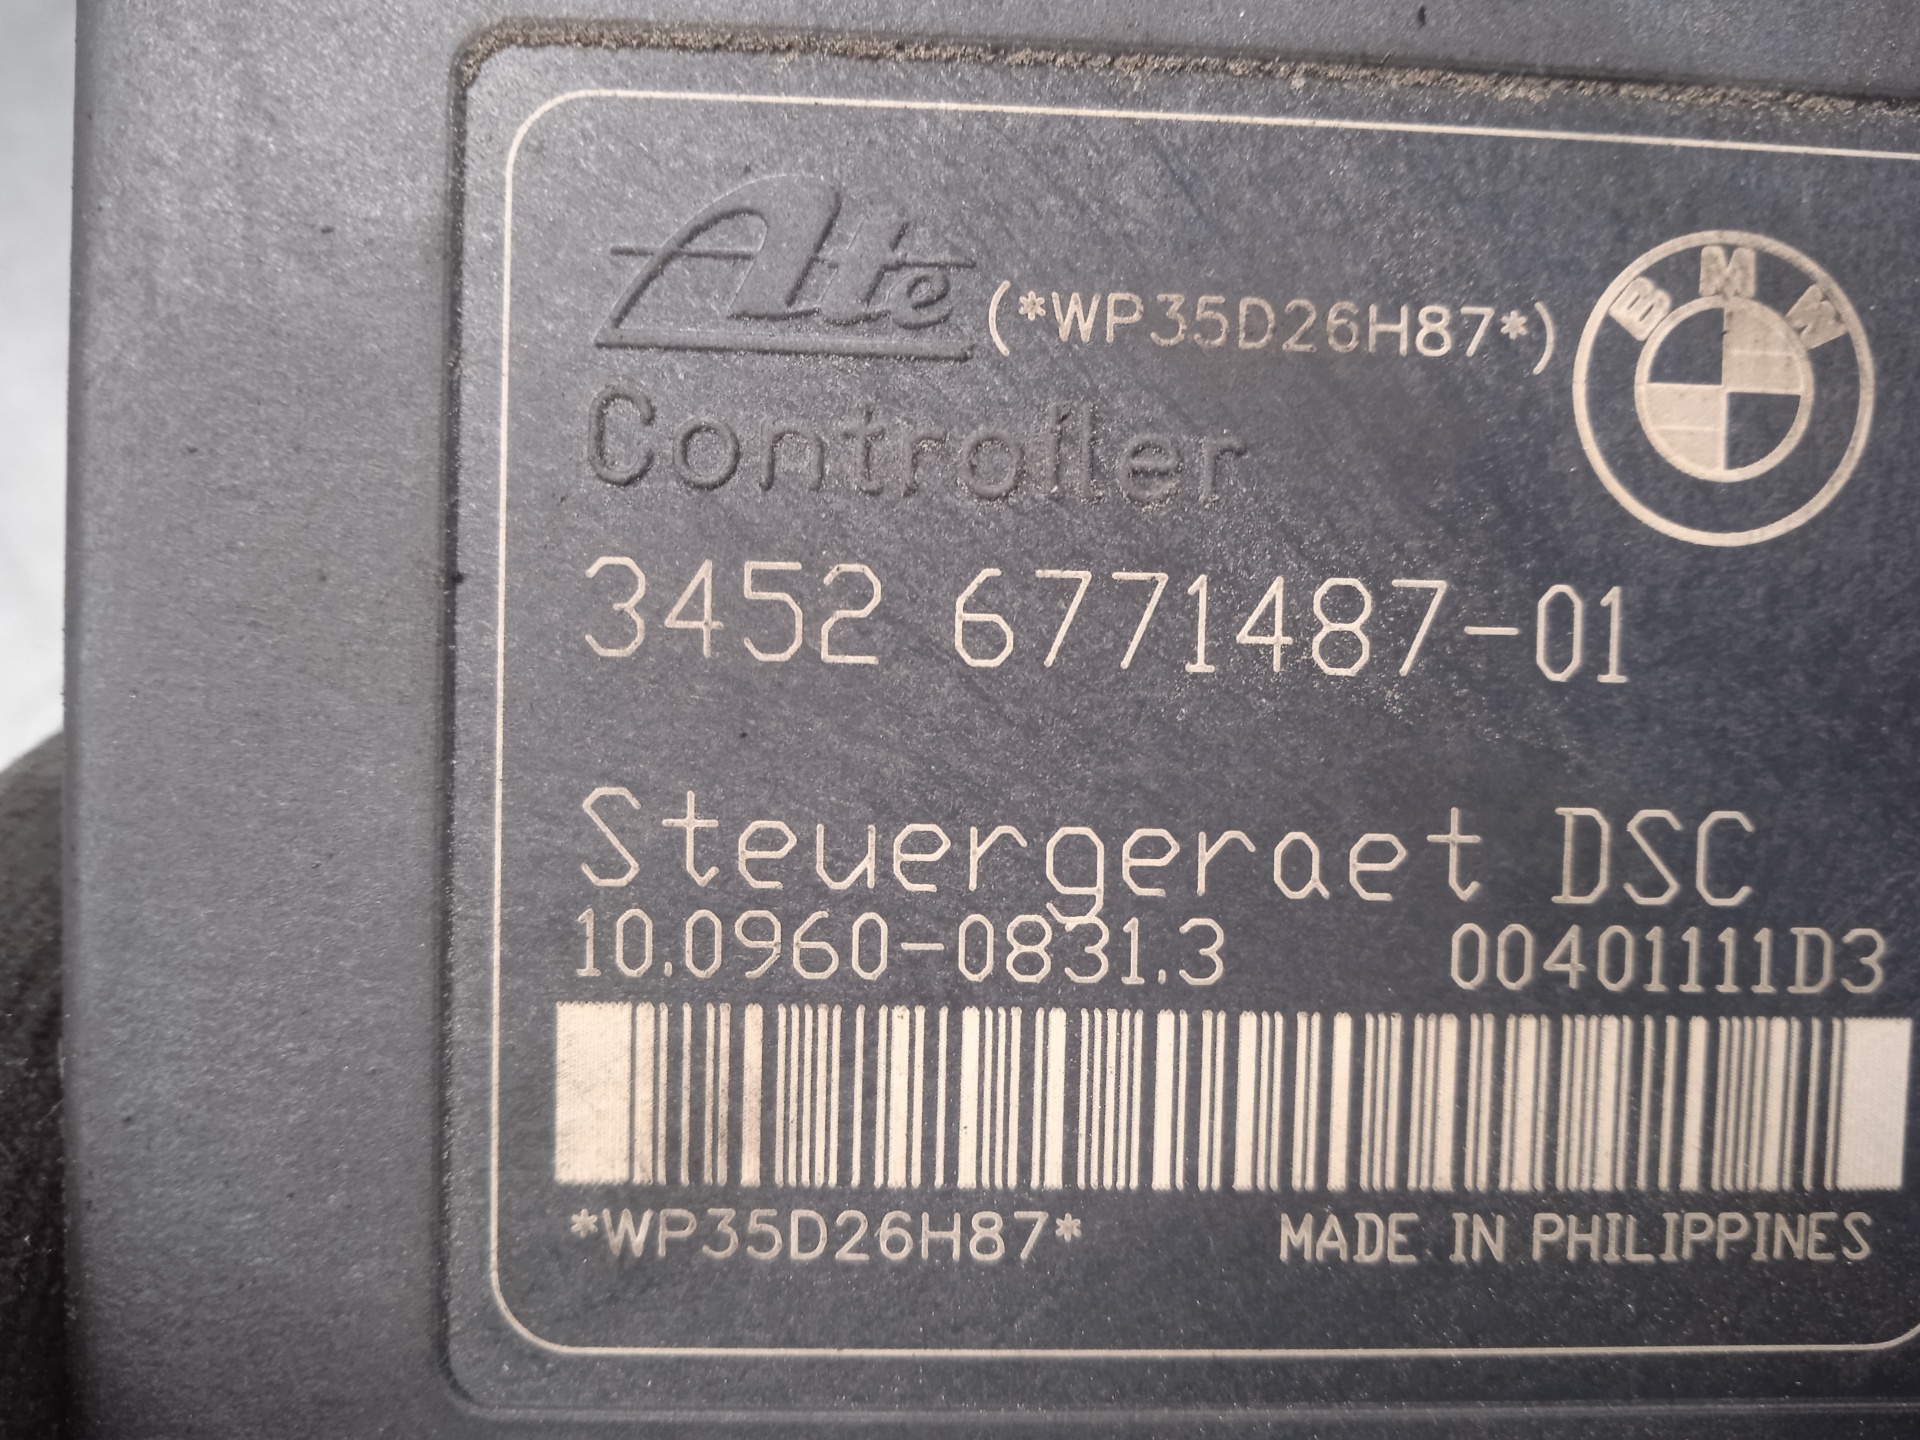 Ate (*WP35D26H87*) BMW
Controller
3452 6771487-01
Steuergeraet DSC
10.0960-0831.3 00401111D3
*WP35D26H87* MADE IN PHILIPPINES